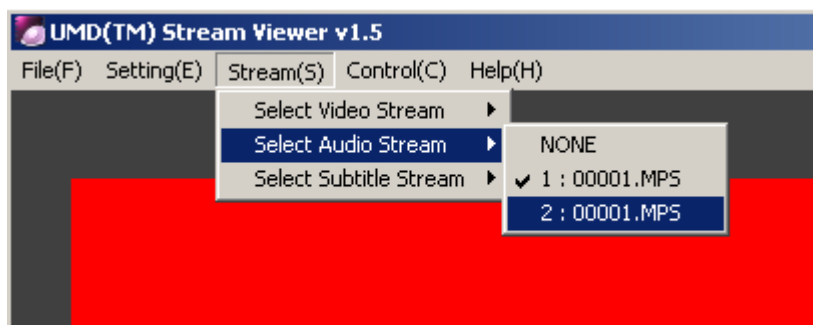 UMD(TM) Stream Viewer v1.5
File(F) Setting(E) Stream(S) Control(C) Help(H)
Select Video Stream
Select Audio Stream
Select Subtitle Stream
NONE
1 : 00001.MPS
2 : 00001.MPS